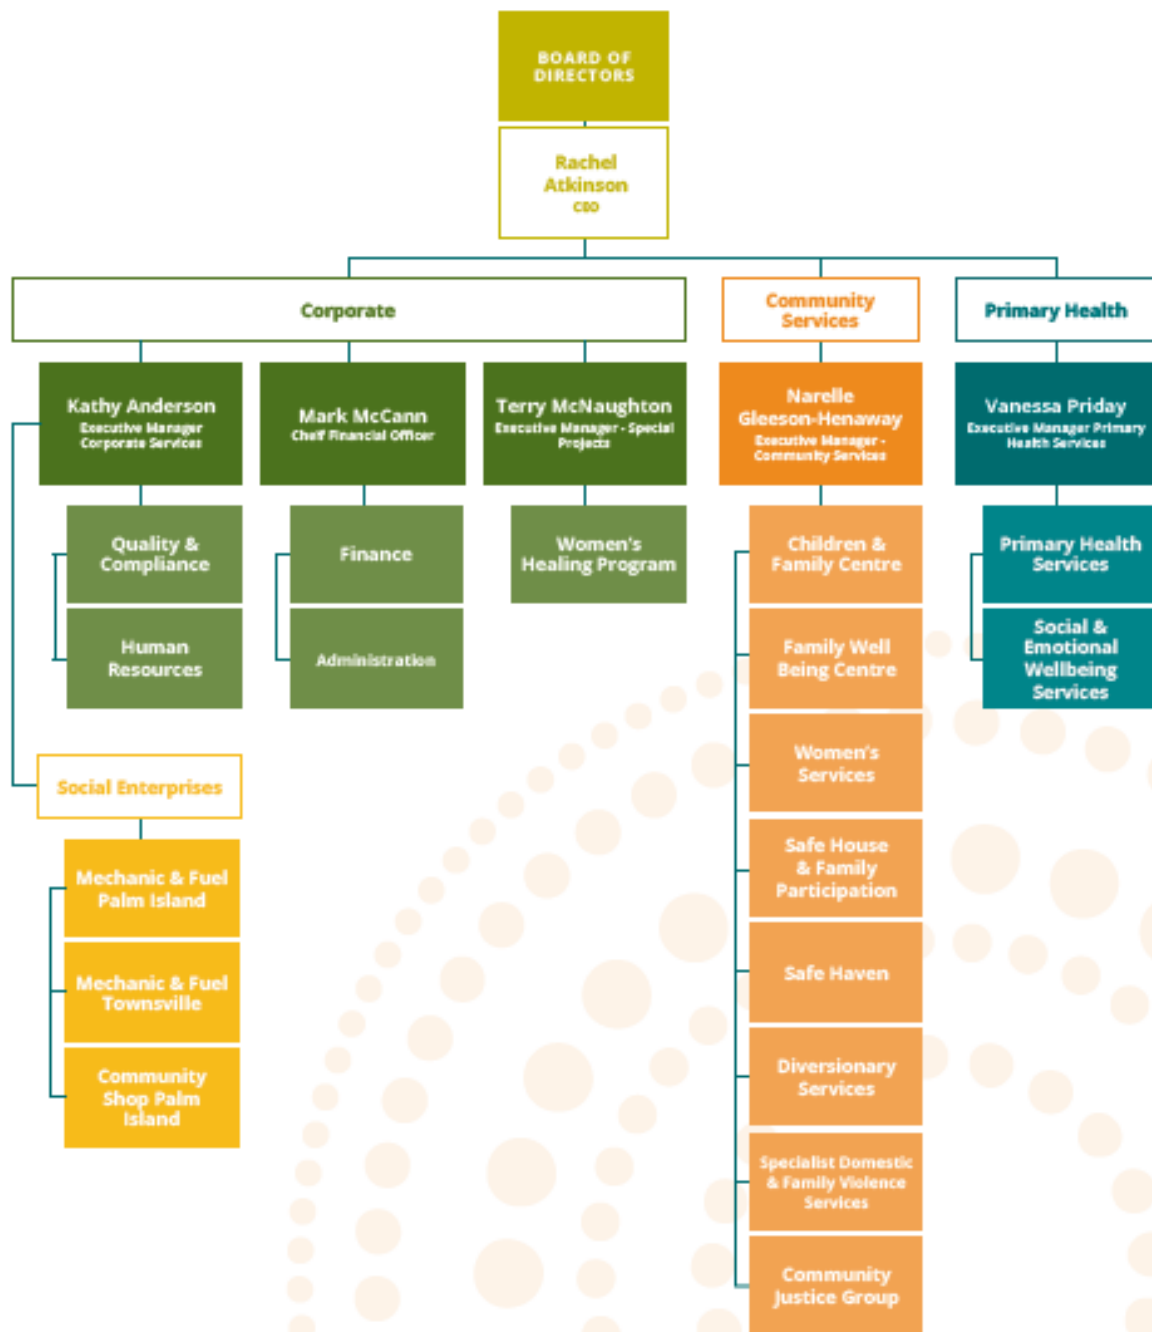 BOARD OF
DIRECTORS
Rachel
Atkinson
CEO
Corporate
Community
Services
Primary Health
Kathy Anderson
Executive Manager
Corporate Services
Mark McCann
Cheif Financial Officer
Terry McNaughton
Executive Manager - Special
Projects
Narelle
Gleeson-Henaway
Executive Manager -
Community Services
Vanessa Priday
Executive Manager Primary
Health Services
Quality &
Compliance
Human
Resources
Finance
Administration
Women's
Healing Program
Children &
Family Centre
Family Well
Being Centre
Women's
Services
Safe House
& Family
Participation
Safe Haven
Diversionary
Services
Specialist Domestic
& Family Violence
Services
Community
Justice Group
Primary Health
Services
Social &
Emotional
Wellbeing
Services
Social Enterprises
Mechanic & Fuel
Palm Island
Mechanic & Fuel
Townsville
Community
Shop Palm
Island